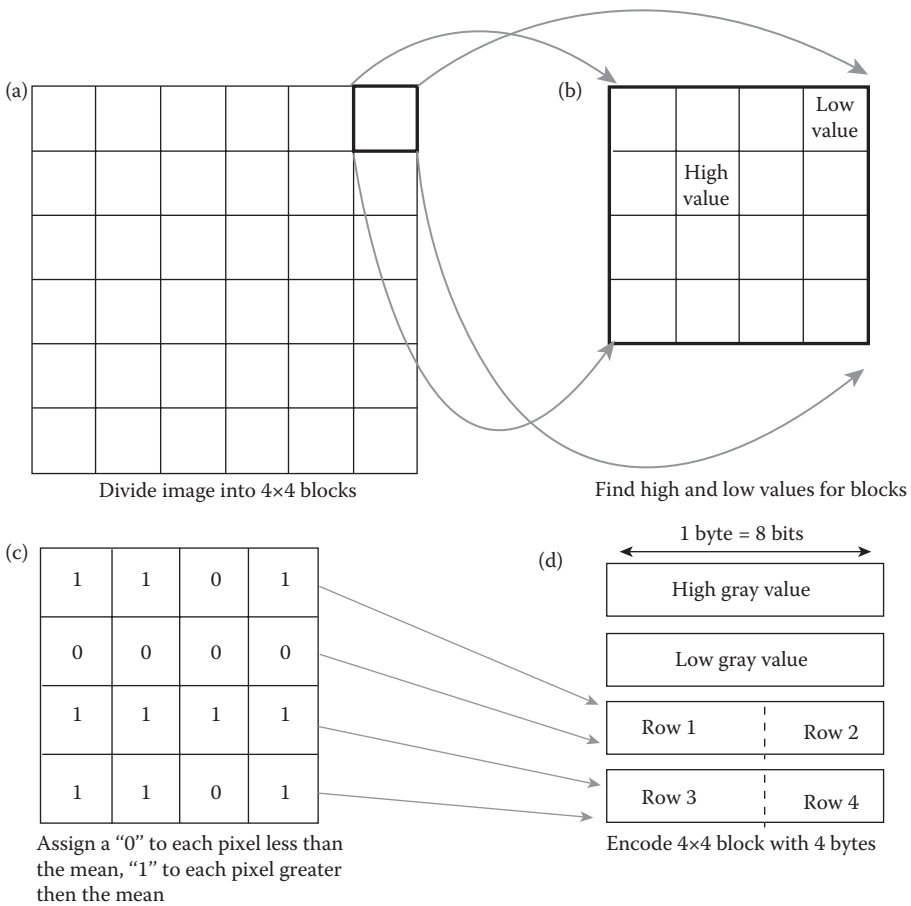 (a)
(b)
Low
value
High
value
Divide image into 4×4 blocks
Find high and low values for blocks
(c)
1 1 0 1
0 0 0 0
1 1 1 1
1 1 0 1
Assign a “0” to each pixel less than
the mean, “1” to each pixel greater
then the mean
(d)
1 byte = 8 bits
High gray value
Low gray value
Row 1 Row 2
Row 3 Row 4
Encode 4×4 block with 4 bytes